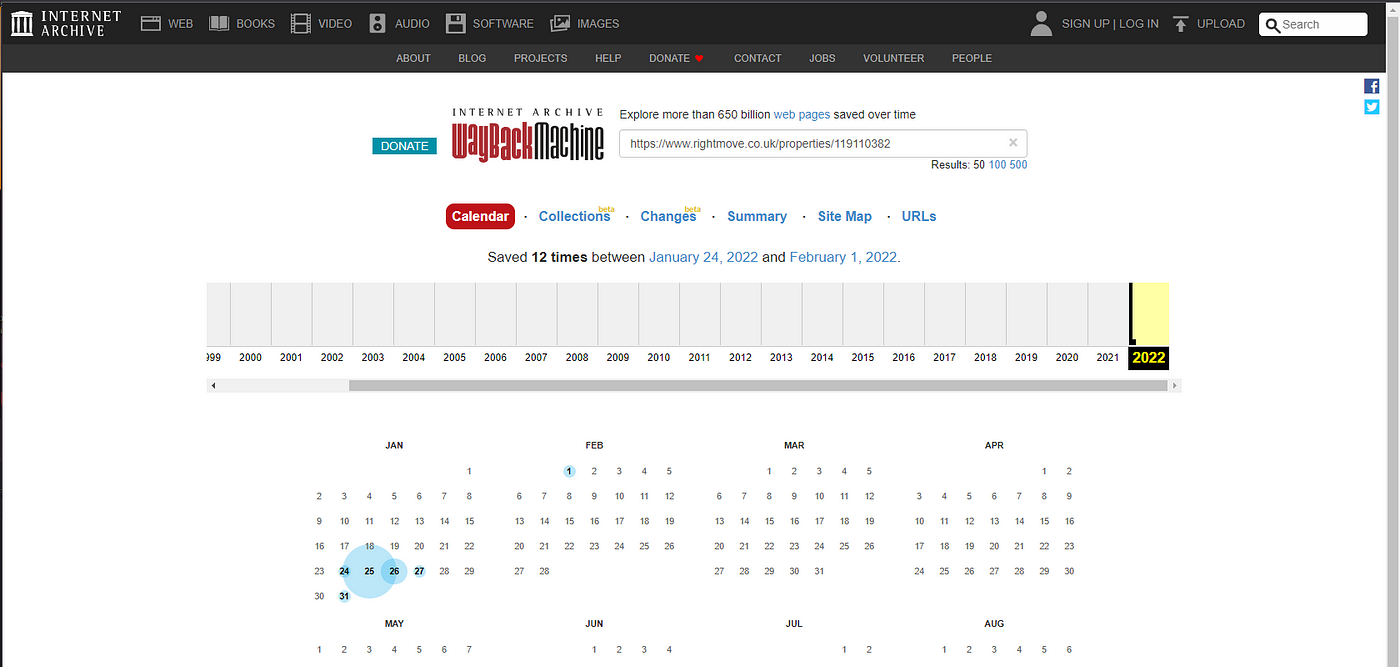 INTERNET ARCHIVE WEB BOOKS VIDEO AUDIO SOFTWARE IMAGES SIGN UP | LOG IN UPLOAD Search
ABOUT BLOG PROJECTS HELP DONATE CONTACT JOBS VOLUNTEER PEOPLE
DONATE
INTERNET ARCHIVE
WayBackMachine
Explore more than 650 billion web pages saved over time
https://www.rightmove.co.uk/properties/119110382
Results: 50 100 500
Calendar · Collections beta · Changes beta · Summary · Site Map · URLs
Saved 12 times between January 24, 2022 and February 1, 2022.
999 2000 2001 2002 2003 2004 2005 2006 2007 2008 2009 2010 2011 2012 2013 2014 2015 2016 2017 2018 2019 2020 2021 2022
JAN FEB MAR APR
1 1 2 3 4 5 1 2 3 4 5 1 2
2 3 4 5 6 7 8 6 7 8 9 10 11 12 6 7 8 9 10 11 12 3 4 5 6 7 8 9
9 10 11 12 13 14 15 13 14 15 16 17 18 19 13 14 15 16 17 18 19 10 11 12 13 14 15 16
16 17 18 19 20 21 22 20 21 22 23 24 25 26 20 21 22 23 24 25 26 17 18 19 20 21 22 23
23 24 25 26 27 28 29 27 28 27 28 29 30 31 24 25 26 27 28 29 30
30 31
MAY JUN JUL AUG
1 2 3 4 5 6 7 1 2 3 4 1 2 1 2 3 4 5 6